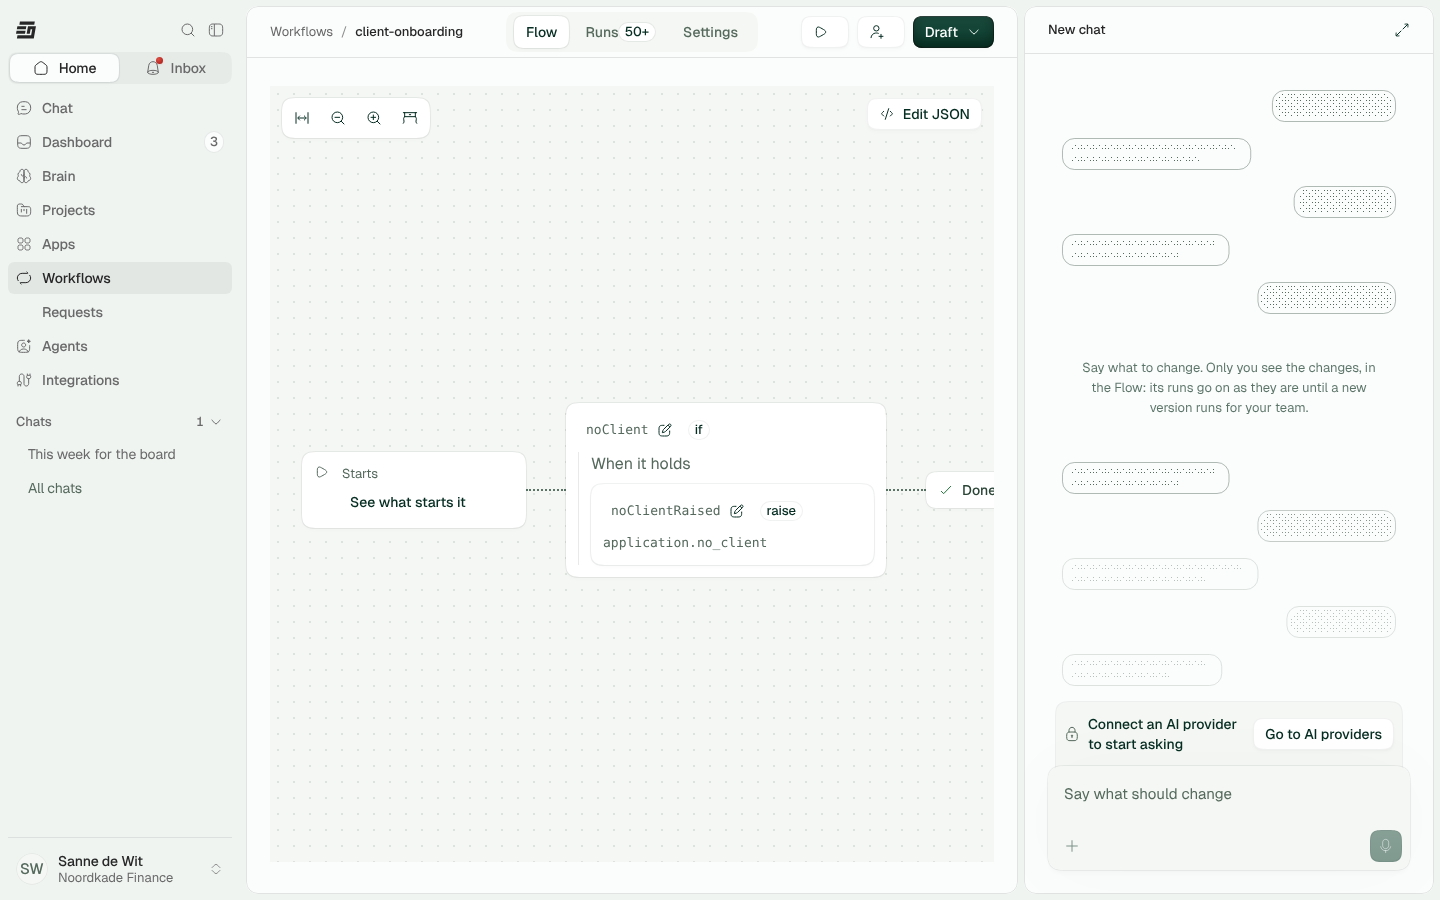 Home
Inbox
Chat
Dashboard
3
Brain
Projects
Apps
Workflows
Requests
Agents
Integrations
Chats
1
This week for the board
All chats
SW
Sanne de Wit
Noordkade Finance
Workflows / client-onboarding
Flow
Runs 50+
Settings
Draft
Edit JSON
Starts
See what starts it
noClient
if
When it holds
noClientRaised
raise
application.no_client
Done
New chat
Say what to change. Only you see the changes, in
the Flow: its runs go on as they are until a new
version runs for your team.
Connect an AI provider
to start asking
Go to AI providers
Say what should change